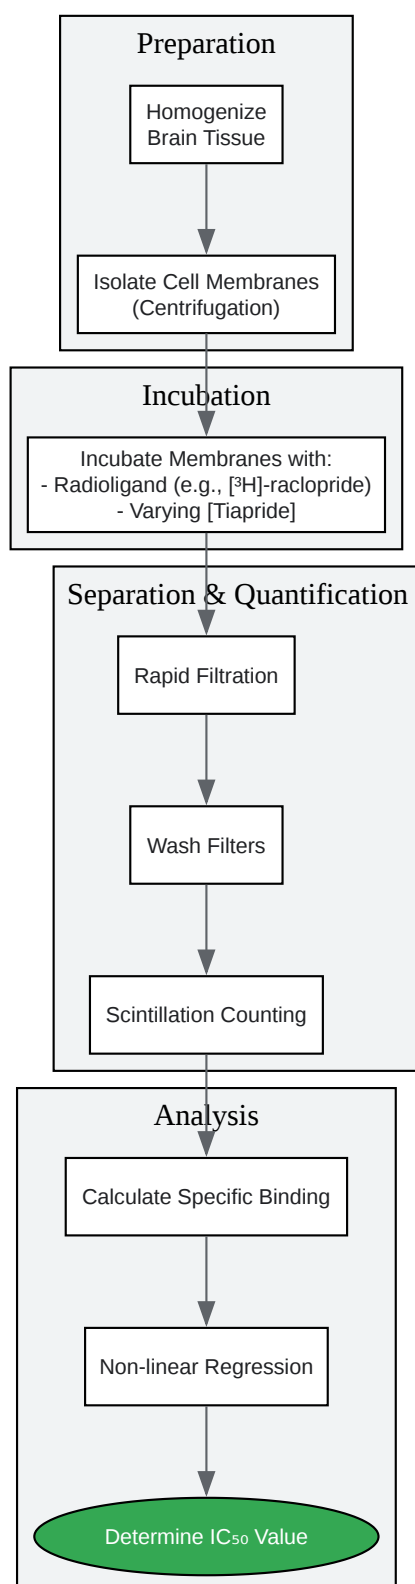 Preparation
Homogenize
Brain Tissue
Isolate Cell Membranes
(Centrifugation)
Incubation
Incubate Membranes with:
- Radioligand (e.g., [³H]-raclopride)
- Varying [Tiapride]
Separation & Quantification
Rapid Filtration
Wash Filters
Scintillation Counting
Analysis
Calculate Specific Binding
Non-linear Regression
Determine IC₅₀ Value